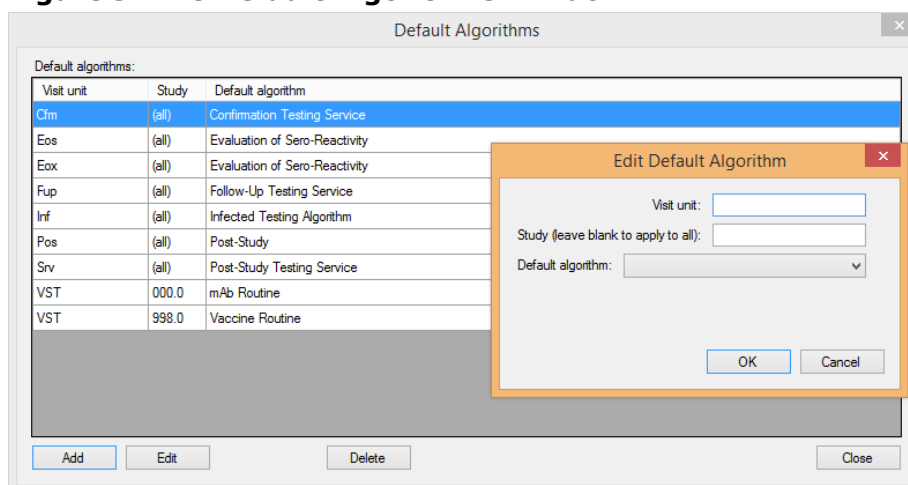 Default Algorithms
Default algorithms:
Visit unit Study Default algorithm
Cfm (all) Confirmation Testing Service
Eos (all) Evaluation of Sero-Reactivity
Eox (all) Evaluation of Sero-Reactivity
Fup (all) Follow-Up Testing Service
Inf (all) Infected Testing Algorithm
Pos (all) Post-Study
Srv (all) Post-Study Testing Service
VST 000.0 mAb Routine
VST 998.0 Vaccine Routine
Edit Default Algorithm
Visit unit:
Study (leave blank to apply to all):
Default algorithm:
OK Cancel
Add Edit Delete Close